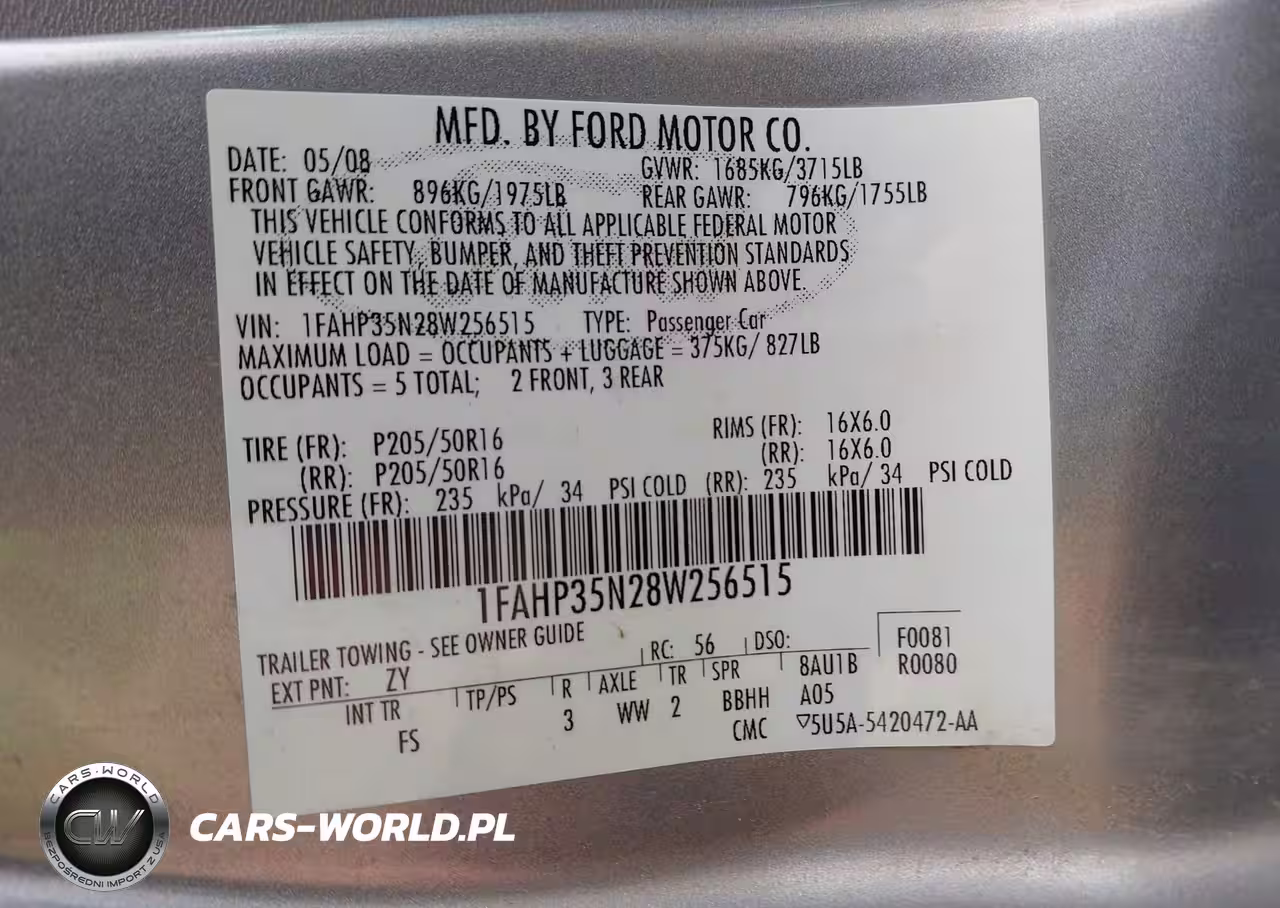 MFD. BY FORD MOTOR CO.
DATE: 05/08 GVWR: 1685KG/3715LB
FRONT GAWR: 896KG/1975LB REAR GAWR: 796KG/1755LB
THIS VEHICLE CONFORMS TO ALL APPLICABLE FEDERAL MOTOR
VEHICLE SAFETY, BUMPER, AND THEFT PREVENTION STANDARDS
IN EFFECT ON THE DATE OF MANUFACTURE SHOWN ABOVE.
VIN: 1FAHP35N28W256515 TYPE: Passenger Car
MAXIMUM LOAD = OCCUPANTS + LUGGAGE = 375KG/ 827LB
OCCUPANTS = 5 TOTAL; 2 FRONT, 3 REAR
TIRE (FR): P205/50R16 RIMS (FR): 16X6.0
(RR): P205/50R16 (RR): 16X6.0
PRESSURE (FR): 235 kPa/ 34 PSI COLD (RR): 235 kPa/ 34 PSI COLD
1FAHP35N28W256515
TRAILER TOWING - SEE OWNER GUIDE RC: 56 DSO: F0081
EXT PNT: ZY R0080
INT TR TP/PS R AXLE TR SPR 8AU1B
FS 3 WW 2 BBHH A05
CMC ▽5U5A-5420472-AA
CARS-WORLD
CW
BEZPOŚREDNI IMPORT Z USA
CARS-WORLD.PL